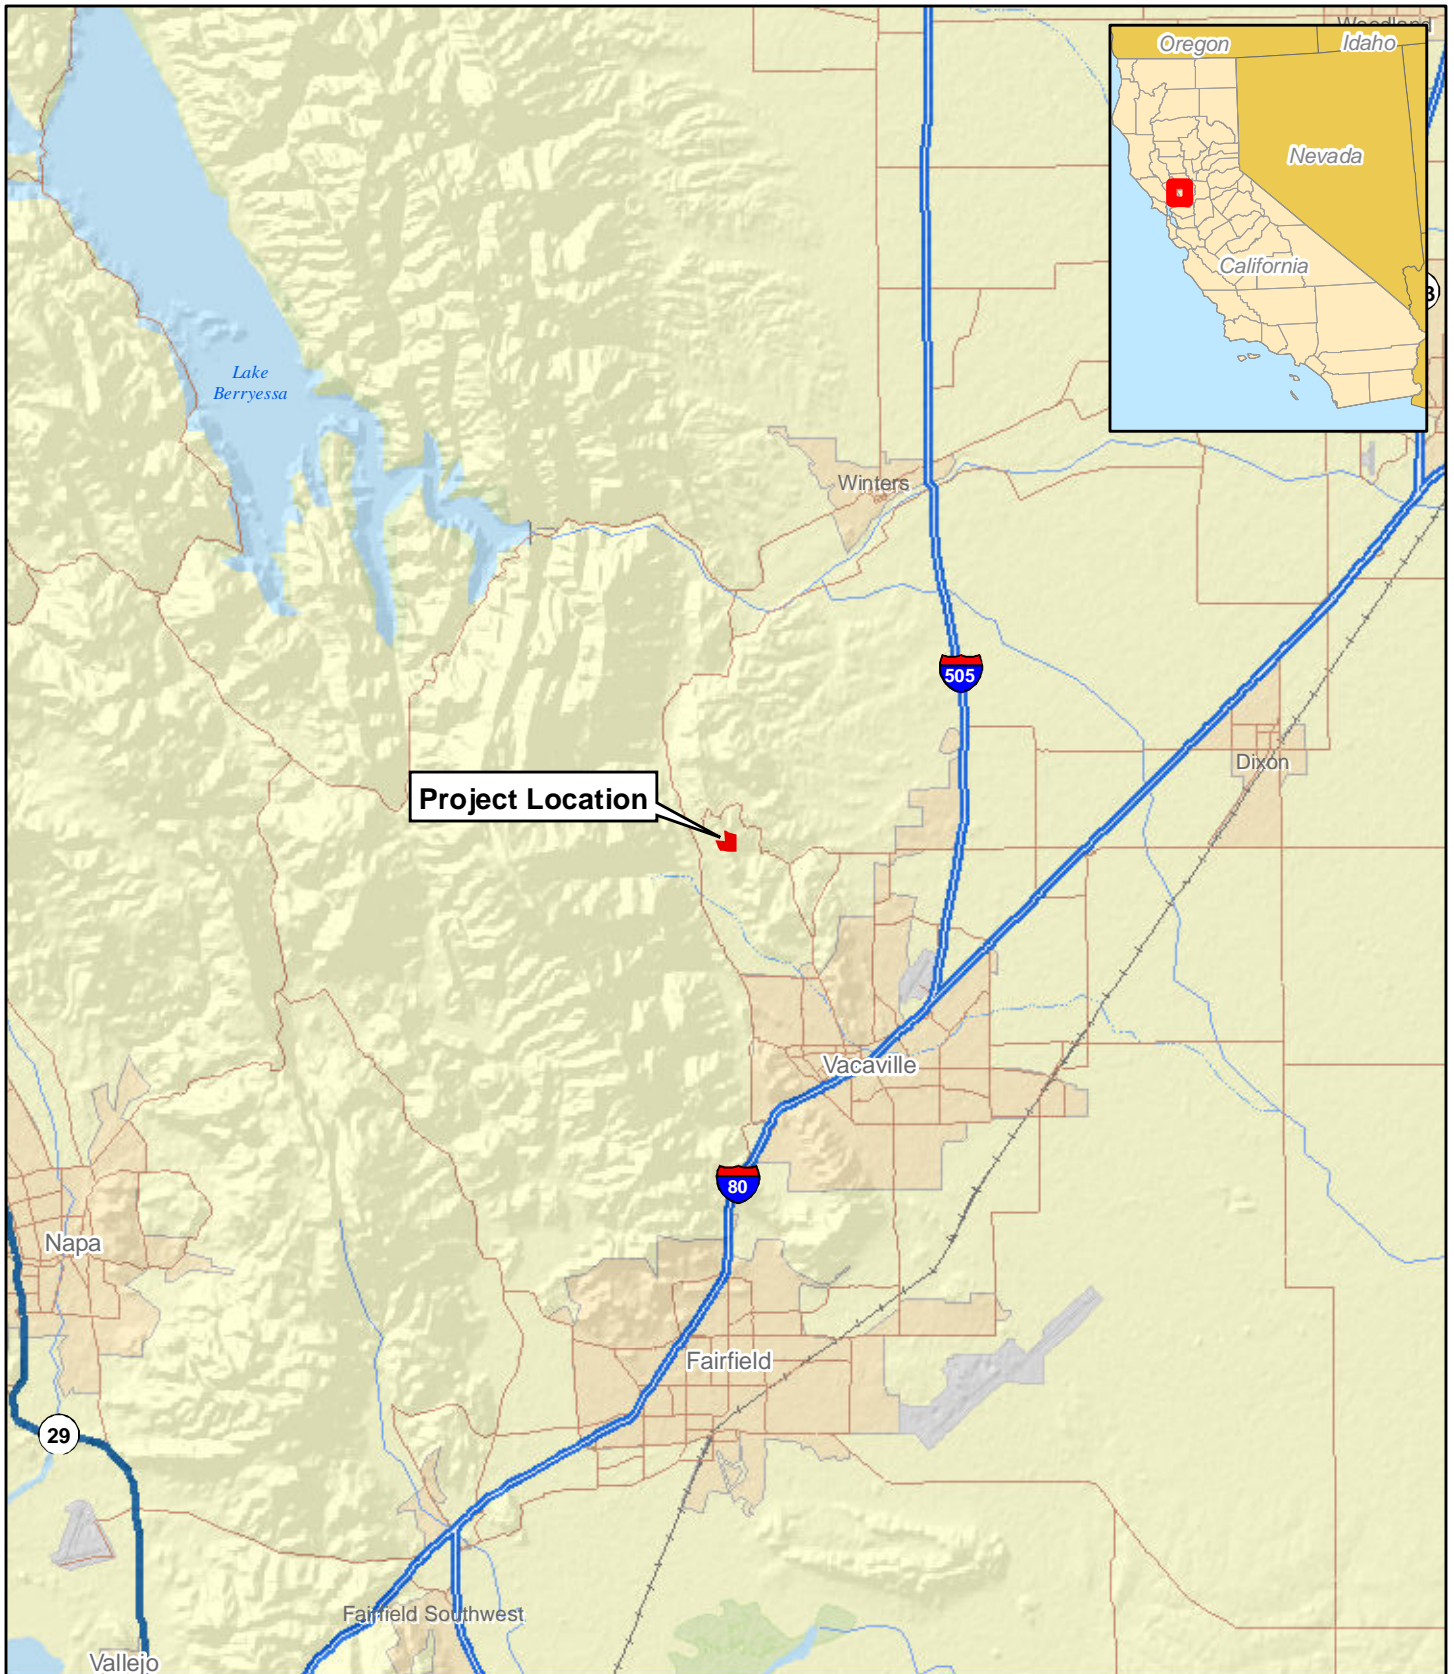 Woodland
Oregon
Idaho
Nevada
California
Lake
Berryessa
Winters
505
Dixon
Project Location
Vacaville
80
Napa
Fairfield
29
Fairfield Southwest
Vallejo